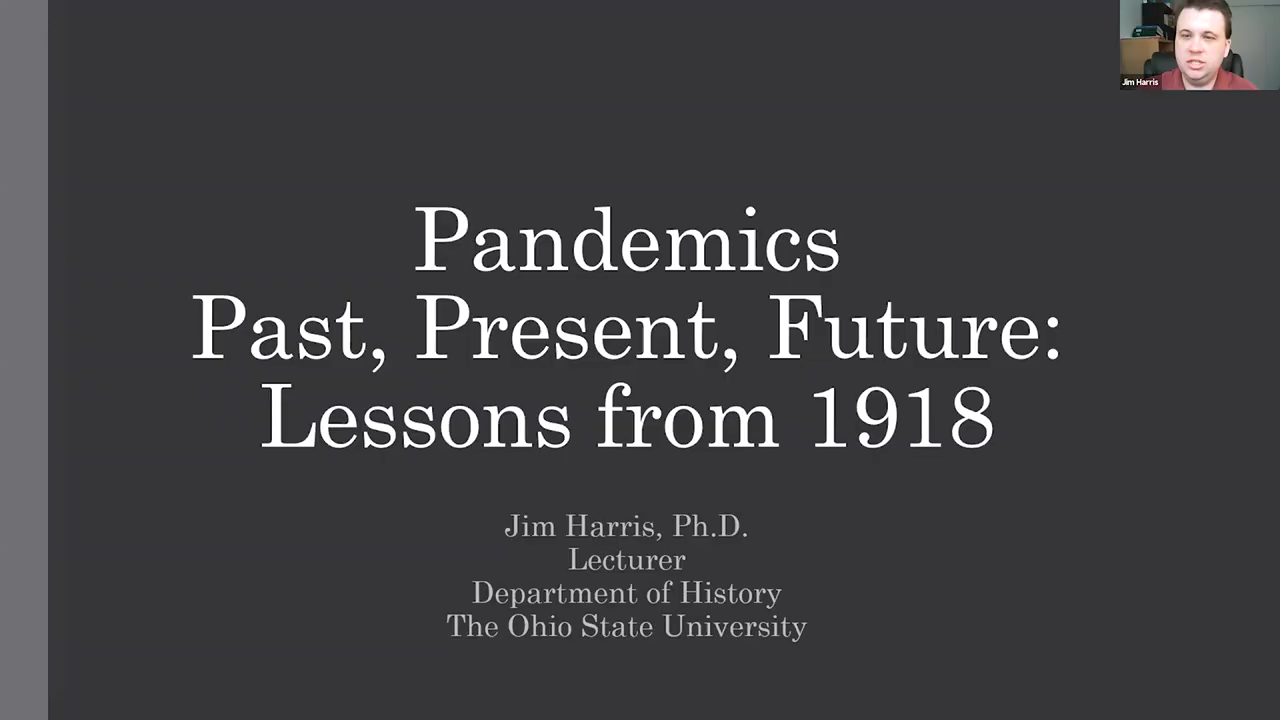 Jim Harris
Pandemics
Past, Present, Future:
Lessons from 1918
Jim Harris, Ph.D.
Lecturer
Department of History
The Ohio State University